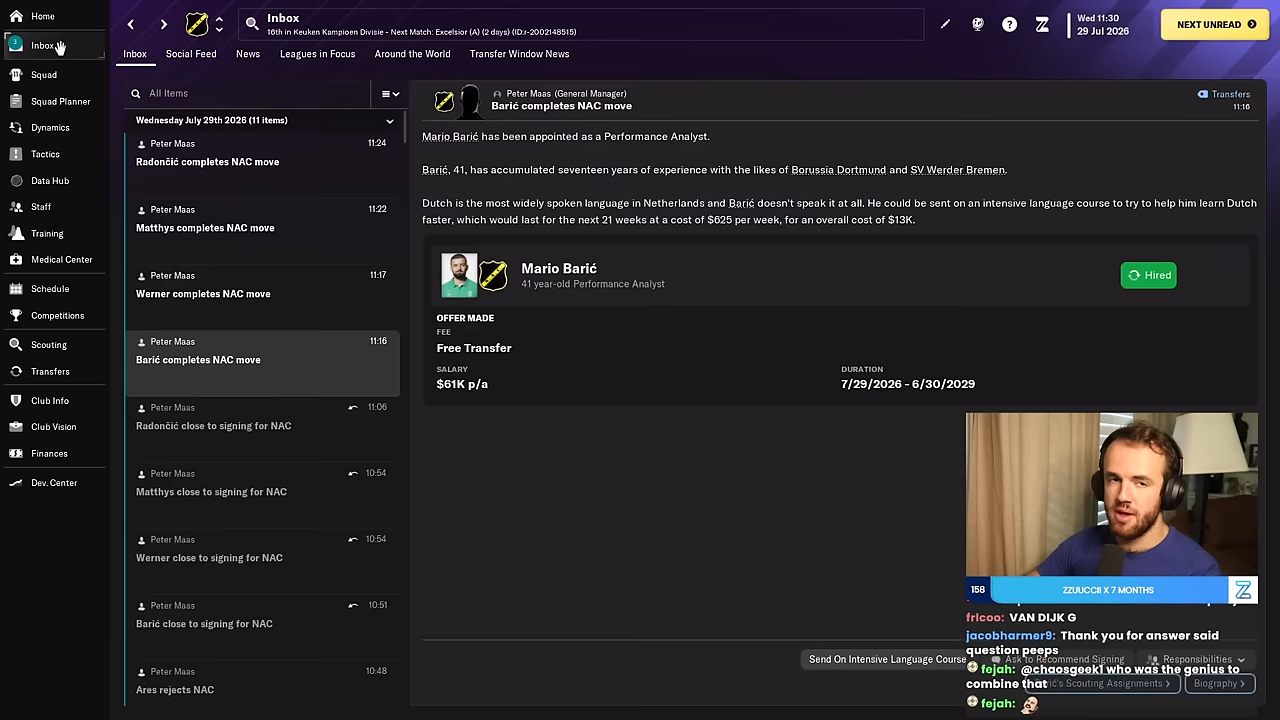 Home
Inbox
3
Squad
Squad Planner
Dynamics
Tactics
Data Hub
Staff
Training
Medical Center
Schedule
Competitions
Scouting
Transfers
Club Info
Club Vision
Finances
Dev. Center
Inbox
16th in Keuken Kampioen Divisie - Next Match: Excelsior (A) (2 days) (ID:r-2002148515)
Wed 11:30
29 Jul 2026
NEXT UNREAD
Inbox
Social Feed
News
Leagues in Focus
Around the World
Transfer Window News
All Items
Wednesday July 29th 2026 (11 items)
Peter Maas 11:24
Radončić completes NAC move
Peter Maas 11:22
Matthys completes NAC move
Peter Maas 11:17
Werner completes NAC move
Peter Maas 11:16
Barić completes NAC move
Peter Maas 11:06
Radončić close to signing for NAC
Peter Maas 10:54
Matthys close to signing for NAC
Peter Maas 10:54
Werner close to signing for NAC
Peter Maas 10:51
Barić close to signing for NAC
Peter Maas 10:48
Ares rejects NAC
Peter Maas (General Manager)
Barić completes NAC move
Transfers
11:16
Mario Barić has been appointed as a Performance Analyst.
Barić, 41, has accumulated seventeen years of experience with the likes of Borussia Dortmund and SV Werder Bremen.
Dutch is the most widely spoken language in Netherlands and Barić doesn't speak it at all. He could be sent on an intensive language course to try to help him learn Dutch
faster, which would last for the next 21 weeks at a cost of $625 per week, for an overall cost of $13K.
Mario Barić
41 year-old Performance Analyst
Hired
OFFER MADE
FEE
Free Transfer
SALARY
$61K p/a
DURATION
7/29/2026 - 6/30/2029
158
ZZUUCCII X 7 MONTHS
frlcoo: VAN DIJK G
jacobharmer9: Thank you for answer said
question peeps
fejah: @chaosgeek1 who was the genius to
combine that
fejah:
Send On Intensive Language Course
Ask to Recommend Signing
Responsibilities
Scouting Assignments
Biography